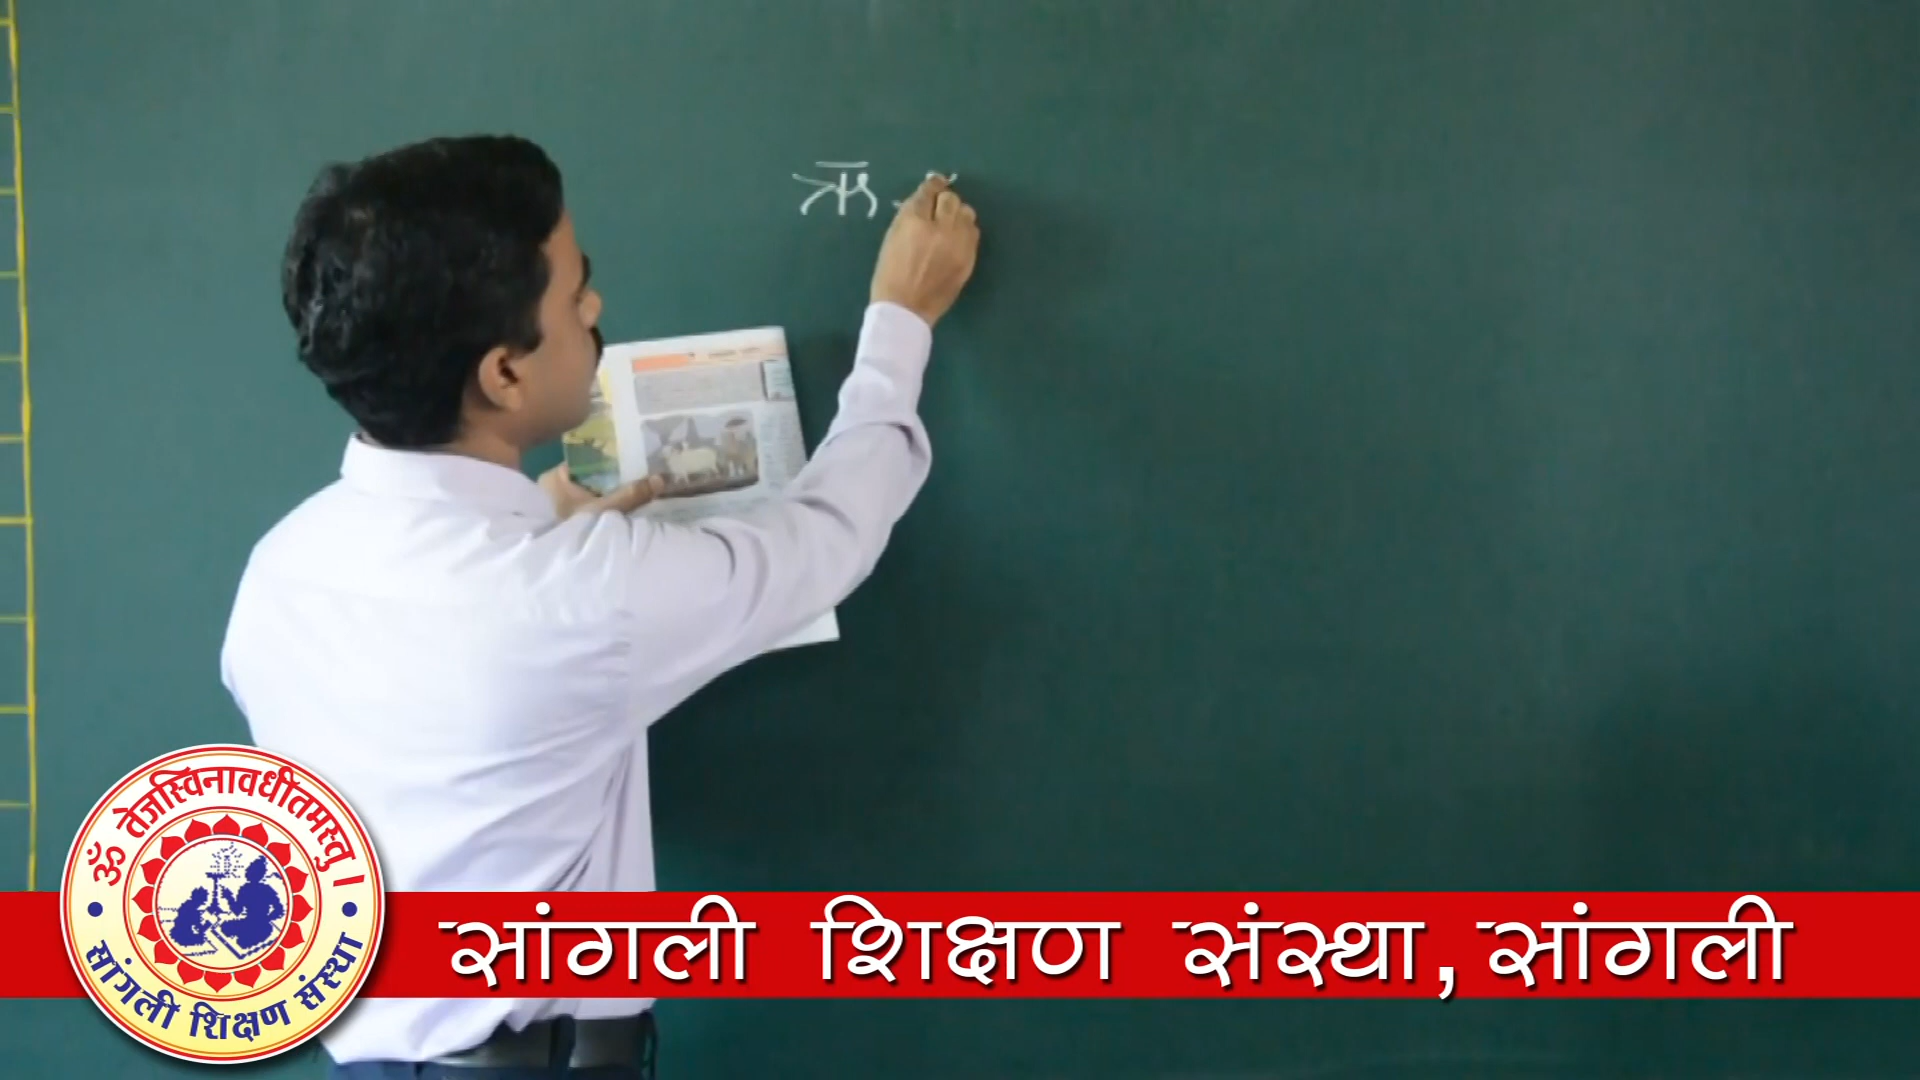 ॐ तेजस्विनावधीतमस्तु ।
सांगली शिक्षण संस्था
सांगली शिक्षण संस्था, सांगली